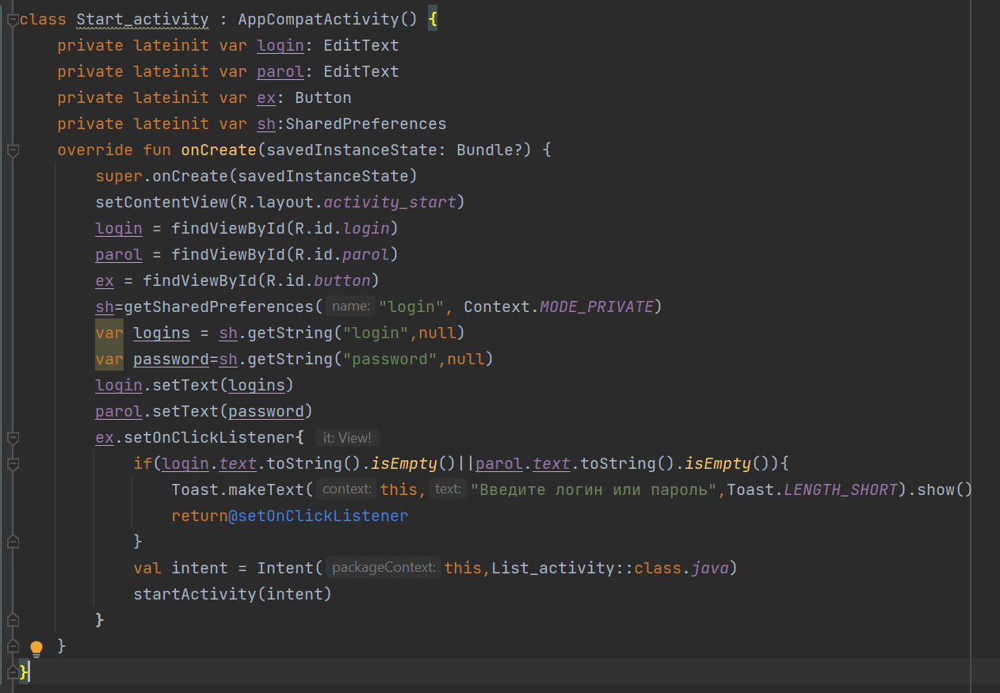 class Start_activity : AppCompatActivity() {
    private lateinit var login: EditText
    private lateinit var parol: EditText
    private lateinit var ex: Button
    private lateinit var sh:SharedPreferences
    override fun onCreate(savedInstanceState: Bundle?) {
        super.onCreate(savedInstanceState)
        setContentView(R.layout.activity_start)
        login = findViewById(R.id.login)
        parol = findViewById(R.id.parol)
        ex = findViewById(R.id.button)
        sh=getSharedPreferences( name: "login", Context.MODE_PRIVATE)
        var logins = sh.getString("login",null)
        var password=sh.getString("password",null)
        login.setText(logins)
        parol.setText(password)
        ex.setOnClickListener{ it: View!
            if(login.text.toString().isEmpty()||parol.text.toString().isEmpty()){
                Toast.makeText( context: this, text: "Введите логин или пароль",Toast.LENGTH_SHORT).show()
                return@setOnClickListener
            }
            val intent = Intent( packageContext: this,List_activity::class.java)
            startActivity(intent)
        }
    }
}